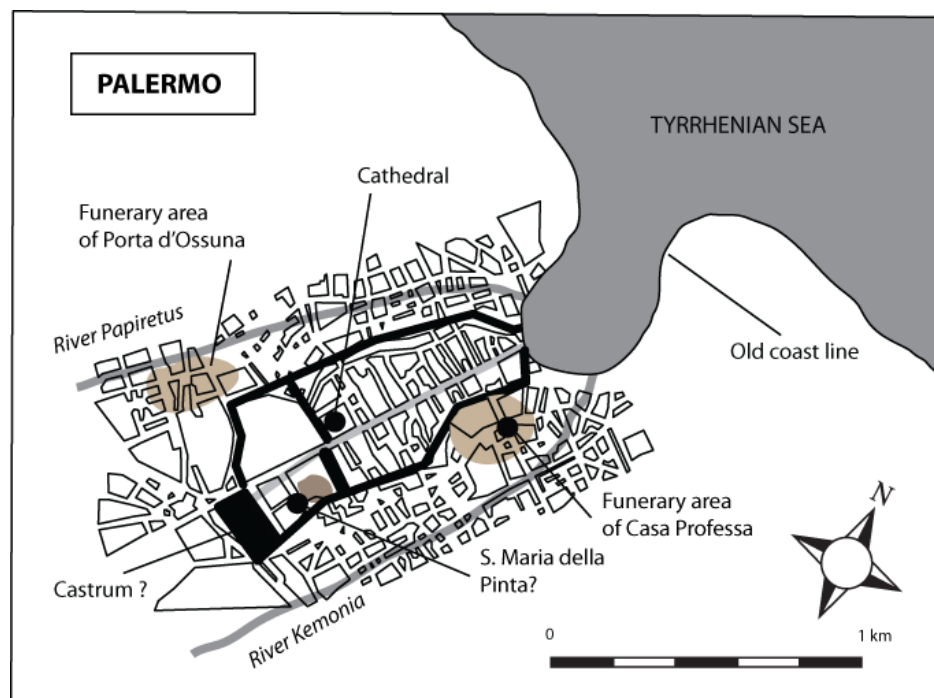 PALERMO
TYRRHENIAN SEA
Cathedral
Funerary area
of Porta d'Ossuna
River Papiretus
Old coast line
Funerary area
of Casa Professa
S. Maria della
Pinta?
Castrum ?
River Kemonia
N
0
1 km